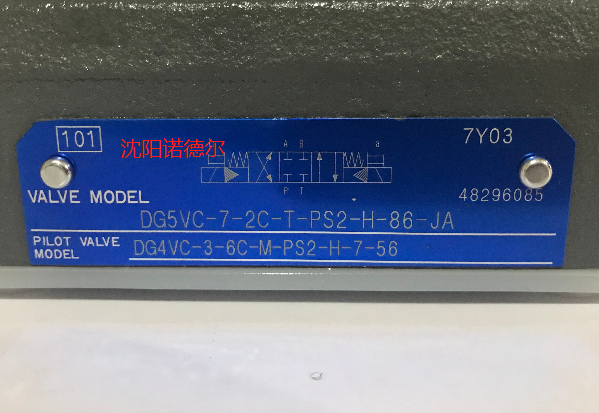 101
沈阳诺德尔
A B
a
7Y03
P T
VALVE MODEL
48296085
DG5VC-7-2C-T-PS2-H-86-JA
PILOT VALVE
MODEL
DG4VC-3-6C-M-PS2-H-7-56